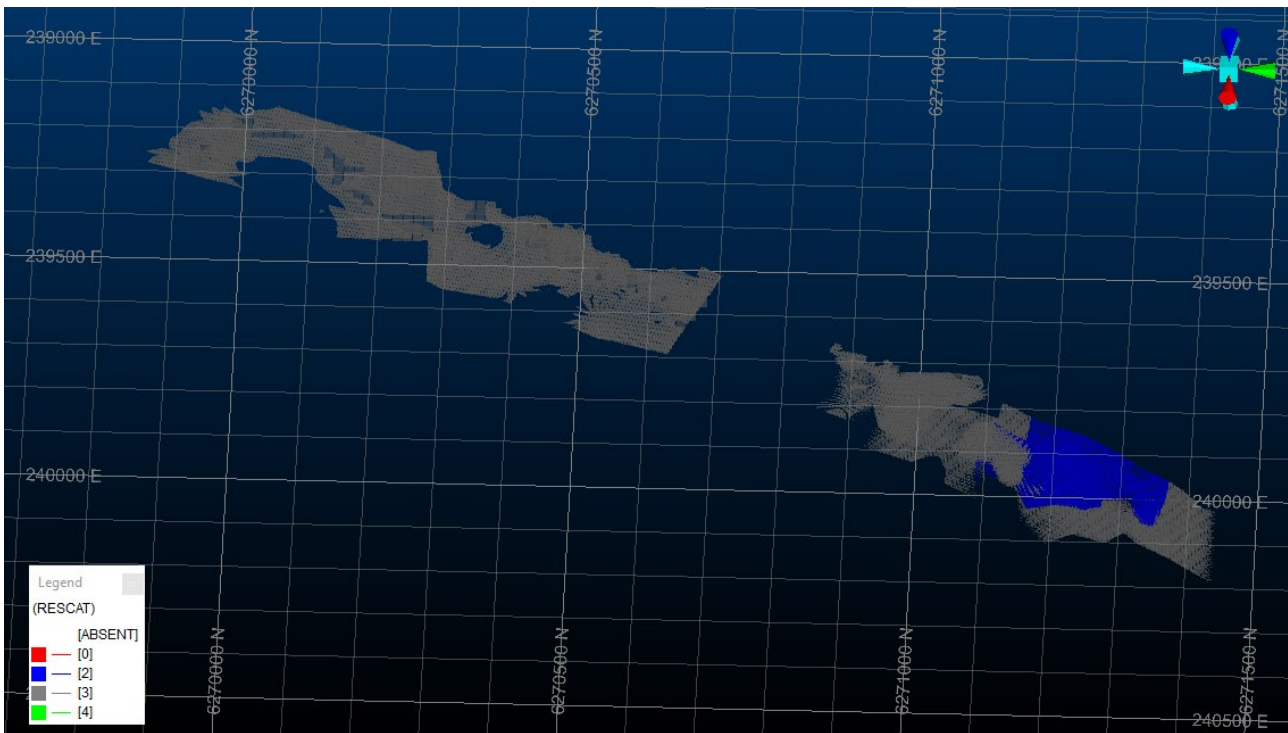 239000 E
6270000 N
6270500 N
6271000 N
6271500 N
239500 E
239500 E
240000 E
240000 E
6270000 N
6270500 N
6271000 N
6271500 N
240500 E
Legend
(RESCAT)
[ABSENT]
[0]
[2]
[3]
[4]